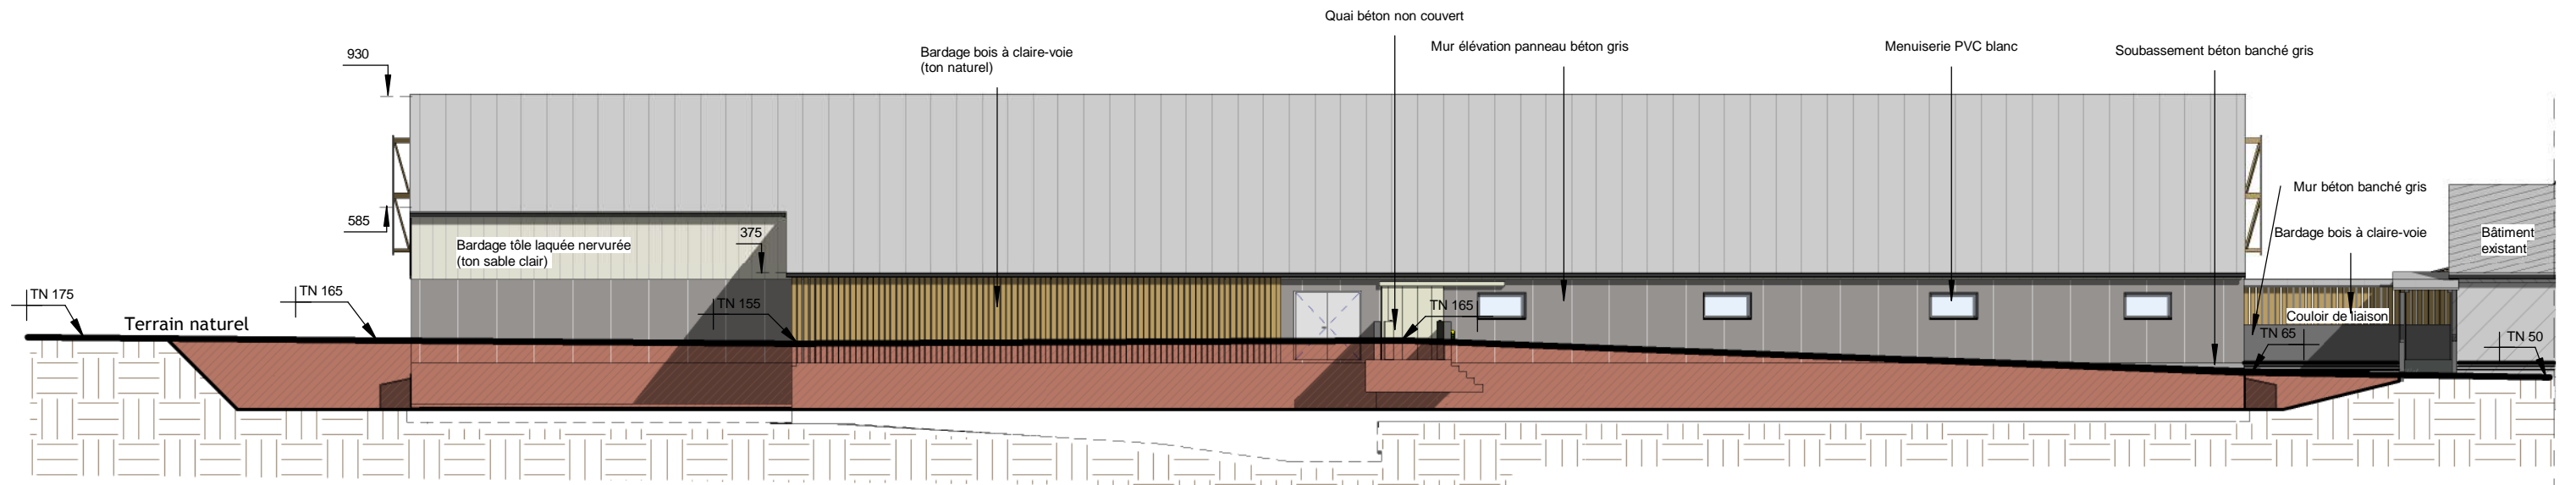 Quai béton non couvert
Mur élévation panneau béton gris
Menuiserie PVC blanc
Soubassement béton banché gris
Bardage bois à claire-voie
(ton naturel)
930
585
Mur béton banché gris
Bardage bois à claire-voie
Bâtiment
existant
375
Bardage tôle laquée nervurée
(ton sable clair)
TN 175
TN 165
TN 155
TN 165
Couloir de liaison
TN 65
TN 50
Terrain naturel